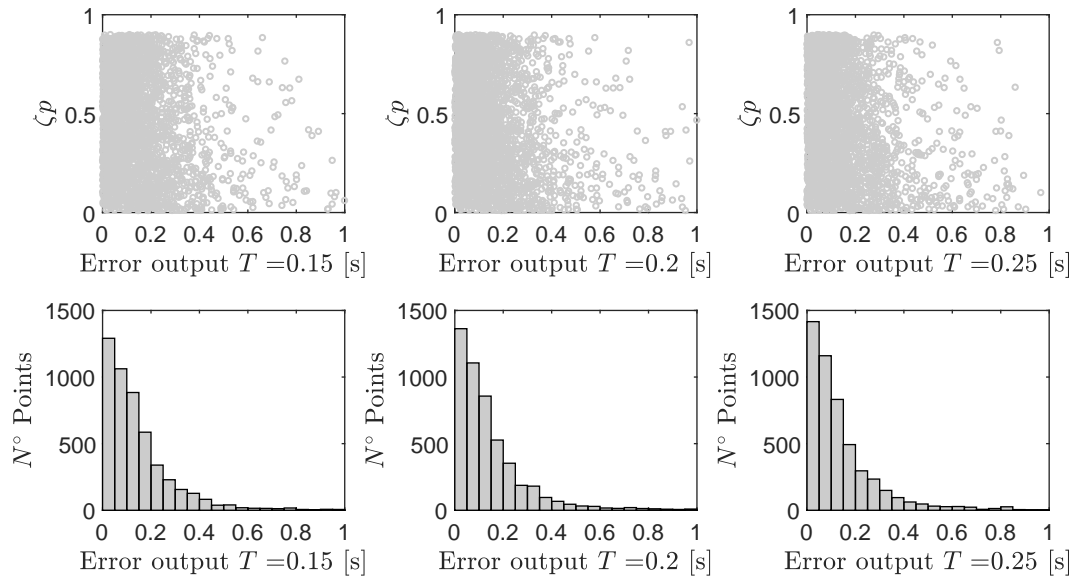 1
0.5
0
ζp
0 0.2 0.4 0.6 0.8 1
Error output T =0.15 [s]
1
0.5
0
ζp
0 0.2 0.4 0.6 0.8 1
Error output T =0.2 [s]
1
0.5
0
ζp
0 0.2 0.4 0.6 0.8 1
Error output T =0.25 [s]
1500
1000
500
0
N° Points
0 0.2 0.4 0.6 0.8 1
Error output T =0.15 [s]
1500
1000
500
0
N° Points
0 0.2 0.4 0.6 0.8 1
Error output T =0.2 [s]
1500
1000
500
0
N° Points
0 0.2 0.4 0.6 0.8 1
Error output T =0.25 [s]